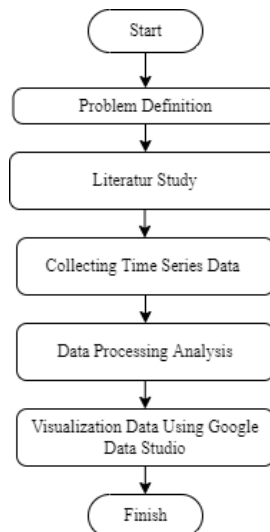 Start
Problem Definition
Literatur Study
Collecting Time Series Data
Data Processing Analysis
Visualization Data Using Google
Data Studio
Finish